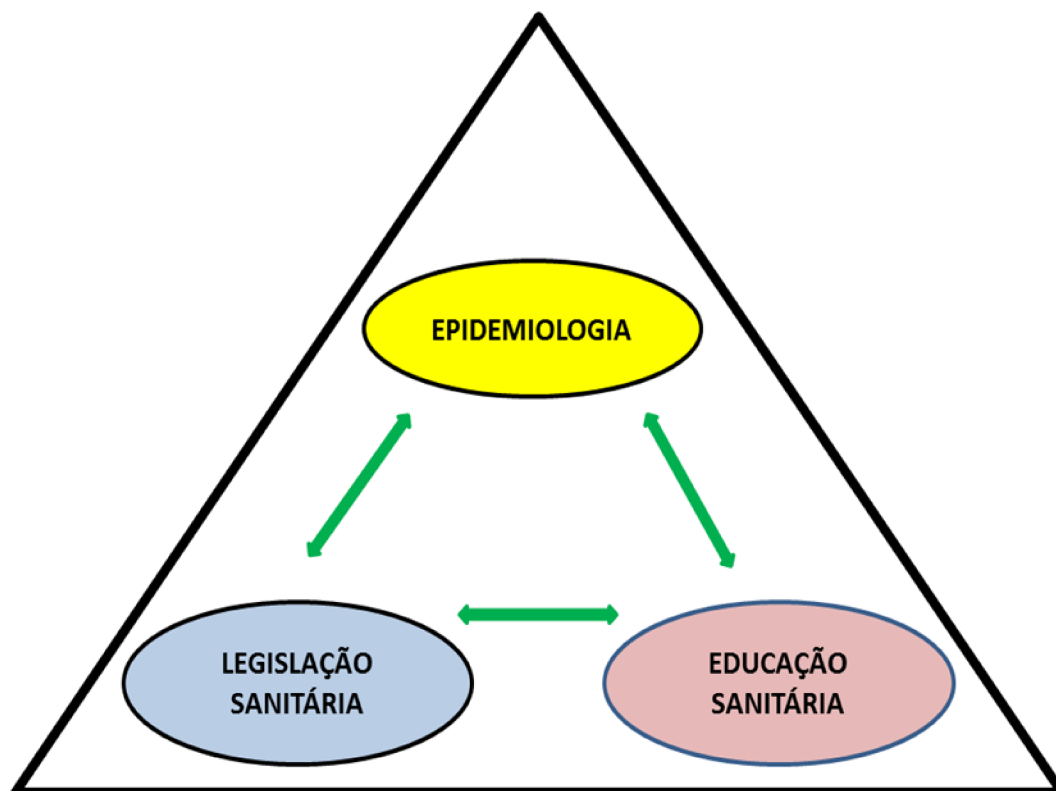 EPIDEMIOLOGIA
LEGISLAÇÃO
SANITÁRIA
EDUCAÇÃO
SANITÁRIA